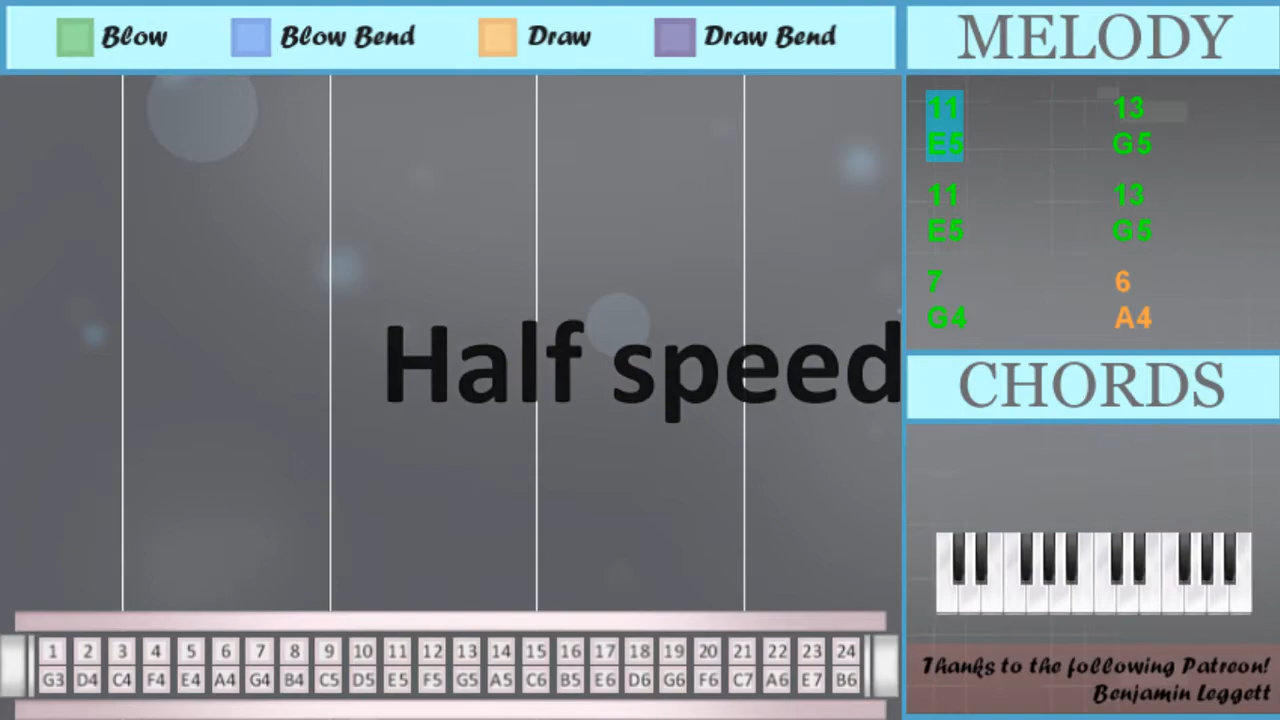 Blow Blow Bend Draw Draw Bend
MELODY
11 13
E5 G5
11 13
E5 G5
7 6
G4 A4
Half speed
CHORDS
1 2 3 4 5 6 7 8 9 10 11 12 13 14 15 16 17 18 19 20 21 22 23 24
G3 D4 C4 F4 E4 A4 G4 B4 C5 D5 E5 F5 G5 A5 C6 B5 E6 D6 G6 F6 C7 A6 E7 B6
Thanks to the following Patreon!
Benjamin Leggett